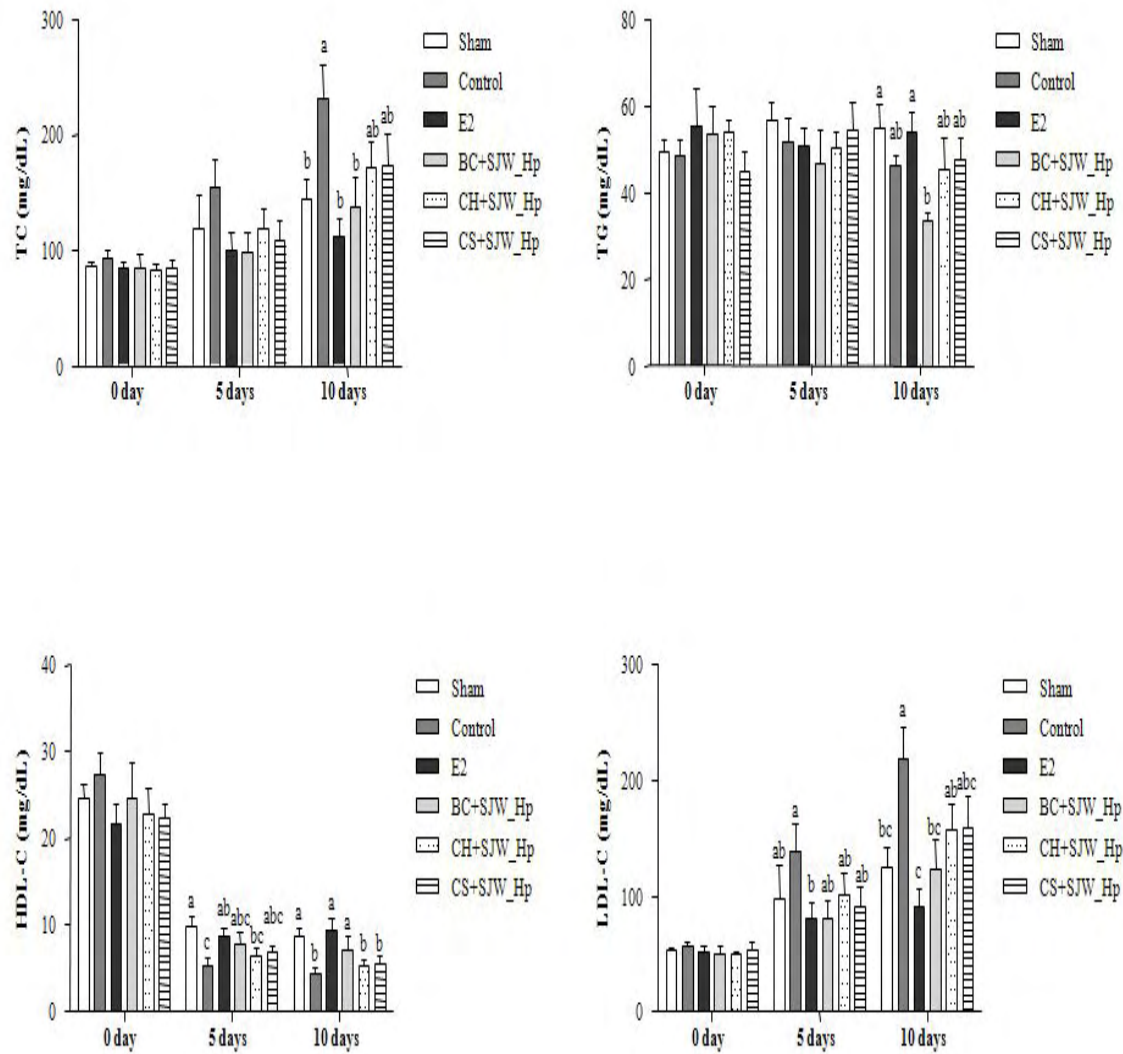 TC (mg/dL)
300
200
100
0
a
b
b
b
ab
ab
0 day
5 days
10 days
Sham
Control
E2
BC+SJW_Hp
CH+SJW_Hp
CS+SJW_Hp
TG (mg/dL)
80
60
40
20
0
a
ab
a
b
ab
ab
0 day
5 days
10 days
Sham
Control
E2
BC+SJW_Hp
CH+SJW_Hp
CS+SJW_Hp
HDL-C (mg/dL)
40
30
20
10
0
a
c
ab
abc
bc
abc
a
b
a
a
b
b
0 day
5 days
10 days
Sham
Control
E2
BC+SJW_Hp
CH+SJW_Hp
CS+SJW_Hp
LDL-C (mg/dL)
300
200
100
0
ab
a
b
ab
ab
ab
bc
a
c
bc
ab
abc
0 day
5 days
10 days
Sham
Control
E2
BC+SJW_Hp
CH+SJW_Hp
CS+SJW_Hp